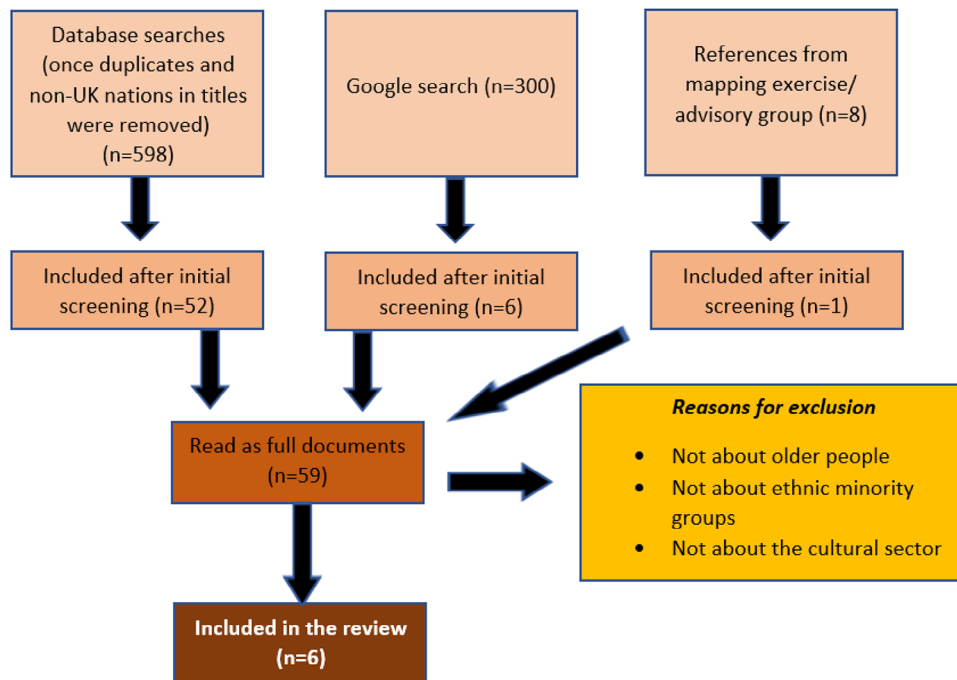 Database searches
(once duplicates and
non-UK nations in titles
were removed)
(n=598)
Google search (n=300)
References from
mapping exercise/
advisory group (n=8)
Included after initial
screening (n=52)
Included after initial
screening (n=6)
Included after initial
screening (n=1)
Read as full documents
(n=59)
Reasons for exclusion
• Not about older people
• Not about ethnic minority
groups
• Not about the cultural sector
Included in the review
(n=6)